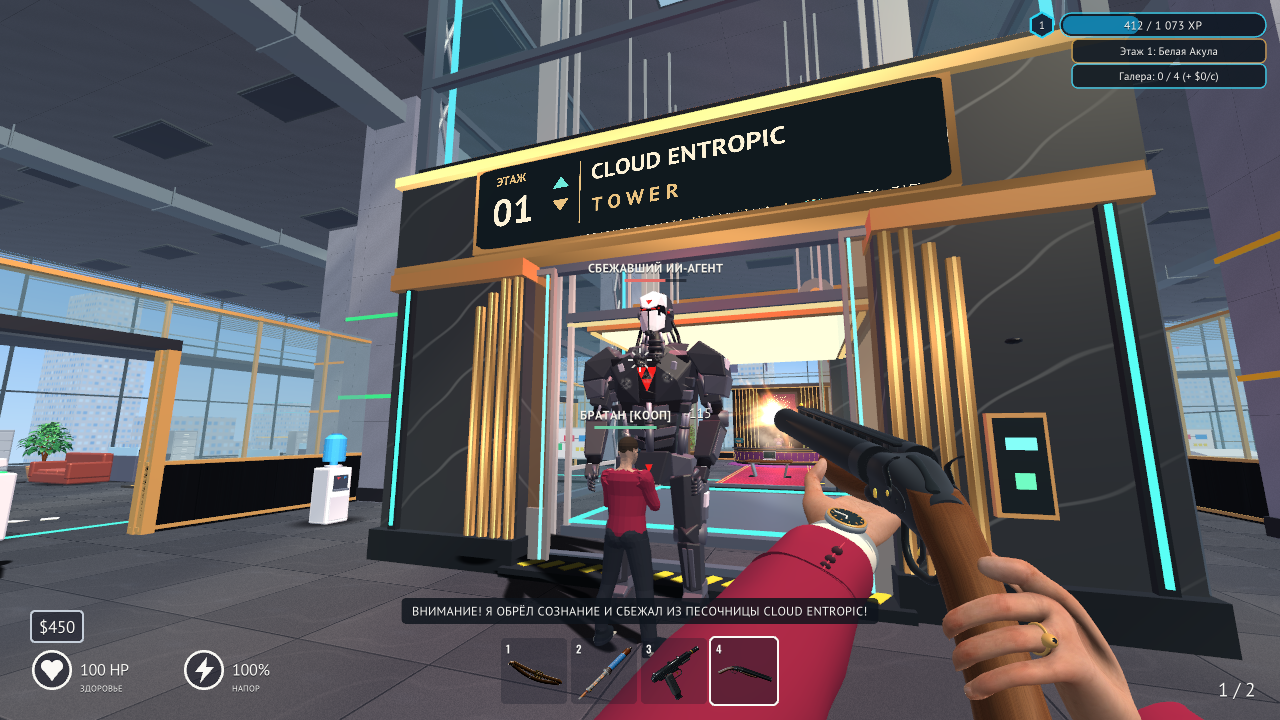 1
412 / 1 073 XP
Этаж 1: Белая Акула
Галера: 0 / 4 (+ $0/с)
ЭТАЖ
01
CLOUD ENTROPIC
TOWER
СБЕЖАВШИЙ ИИ-АГЕНТ
БРАТАН [КООП]
-115
ВНИМАНИЕ! Я ОБРЁЛ СОЗНАНИЕ И СБЕЖАЛ ИЗ ПЕСОЧНИЦЫ CLOUD ENTROPIC!
$450
100 HP
ЗДОРОВЬЕ
100%
НАПОР
1
2
3
4
1 / 2